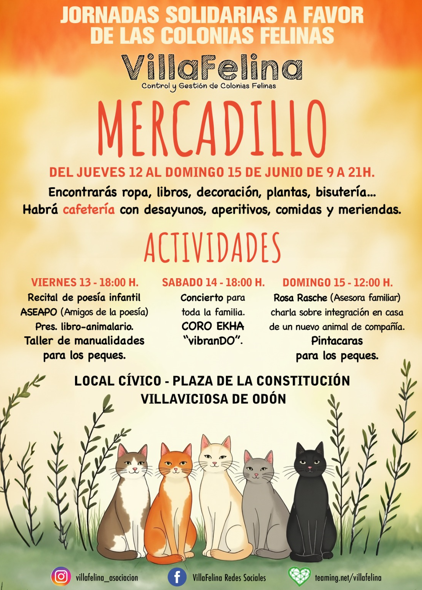 JORNADAS SOLIDARIAS A FAVOR
DE LAS COLONIAS FELINAS
VillaFelina
Control y Gestión de Colonias Felinas
MERCADILLO
DEL JUEVES 12 AL DOMINGO 15 DE JUNIO DE 9 A 21H.
Encontrarás ropa, libros, decoración, plantas, bisutería...
Habrá cafetería con desayunos, aperitivos, comidas y meriendas.
ACTIVIDADES
VIERNES 13 - 18:00 H.
Recital de poesía infantil
ASEAPO (Amigos de la poesía)
Pres. libro-animalario.
Taller de manualidades
para los peques.
SABADO 14 - 18:00 H.
Concierto para
toda la familia.
CORO EKHA
"vibranDO".
DOMINGO 15 - 12:00 H.
Rosa Rasche (Asesora familiar)
charla sobre integración en casa
de un nuevo animal de compañía.
Pintacaras
para los peques.
LOCAL CÍVICO - PLAZA DE LA CONSTITUCIÓN
VILLAVICIOSA DE ODÓN
villafelina_asociacion
VillaFelina Redes Sociales
teaming.net/villafelina